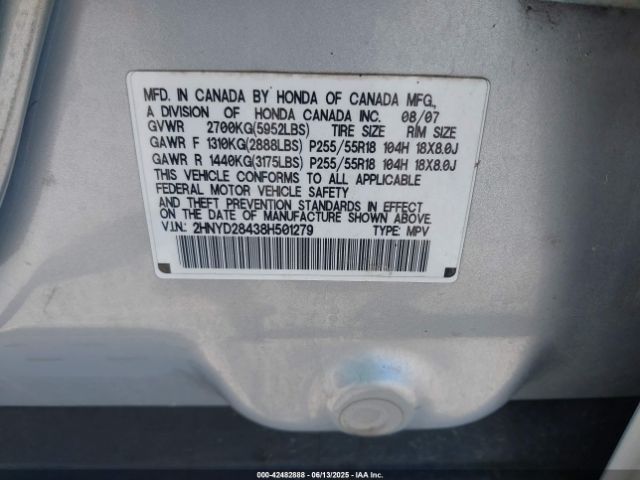 MFD. IN CANADA BY HONDA OF CANADA MFG.,
A DIVISION OF HONDA CANADA INC. 08/07
GVWR 2700KG(5952LBS) TIRE SIZE RIM SIZE
GAWR F 1310KG(2888LBS) P255/55R18 104H 18X8.0J
GAWR R 1440KG(3175LBS) P255/55R18 104H 18X8.0J
THIS VEHICLE CONFORMS TO ALL APPLICABLE
FEDERAL MOTOR VEHICLE SAFETY
AND THEFT PREVENTION STANDARDS IN EFFECT
ON THE DATE OF MANUFACTURE SHOWN ABOVE.
V.I.N.: 2HNYD28438H501279 TYPE: MPV
000-42482888 - 06/13/2025 - IAAI.COM